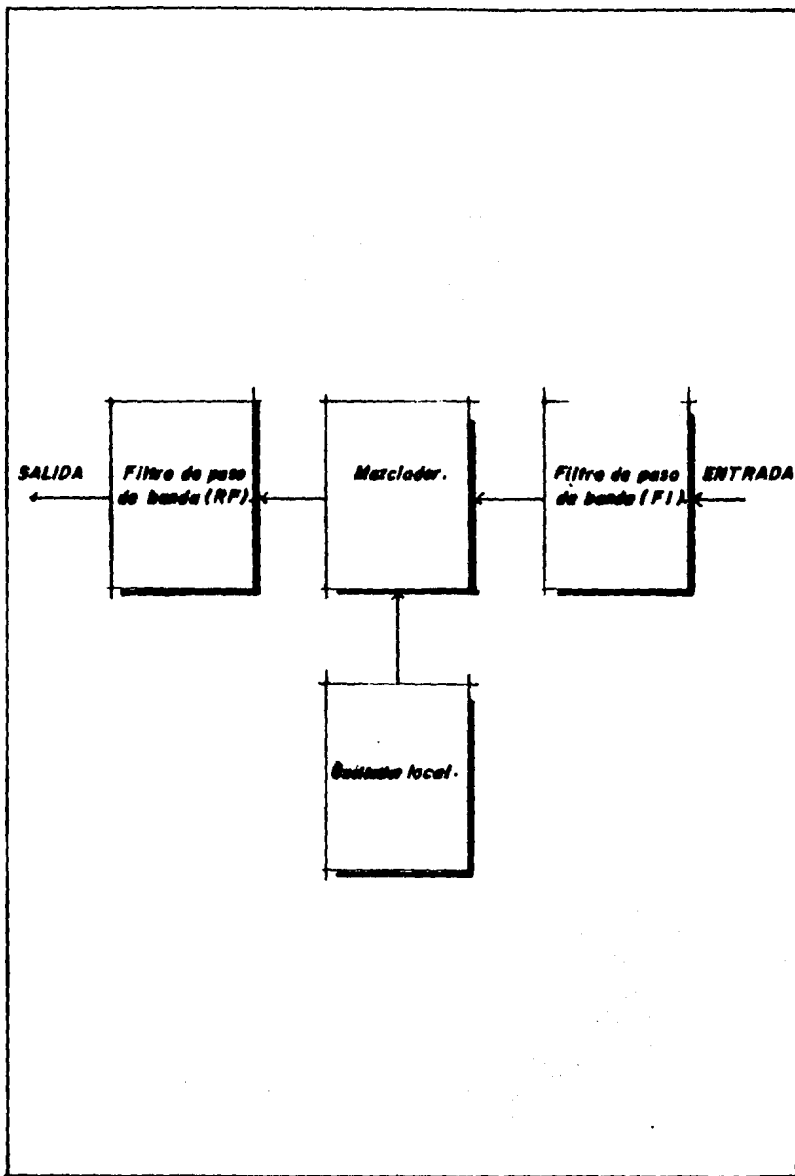 SALIDA
Filtro de paso
de banda (RF).
Mezclador.
Filtro de paso
de banda (FI).
ENTRADA
local.